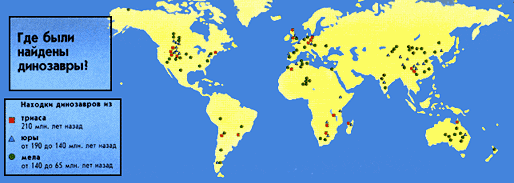 Где были
найдены
динозавры!
Находки динозавров из
триаса
210 млн. лет назад
юры
от 190 до 140 млн. лет назад
мела
от 140 до 65 млн. лет назад